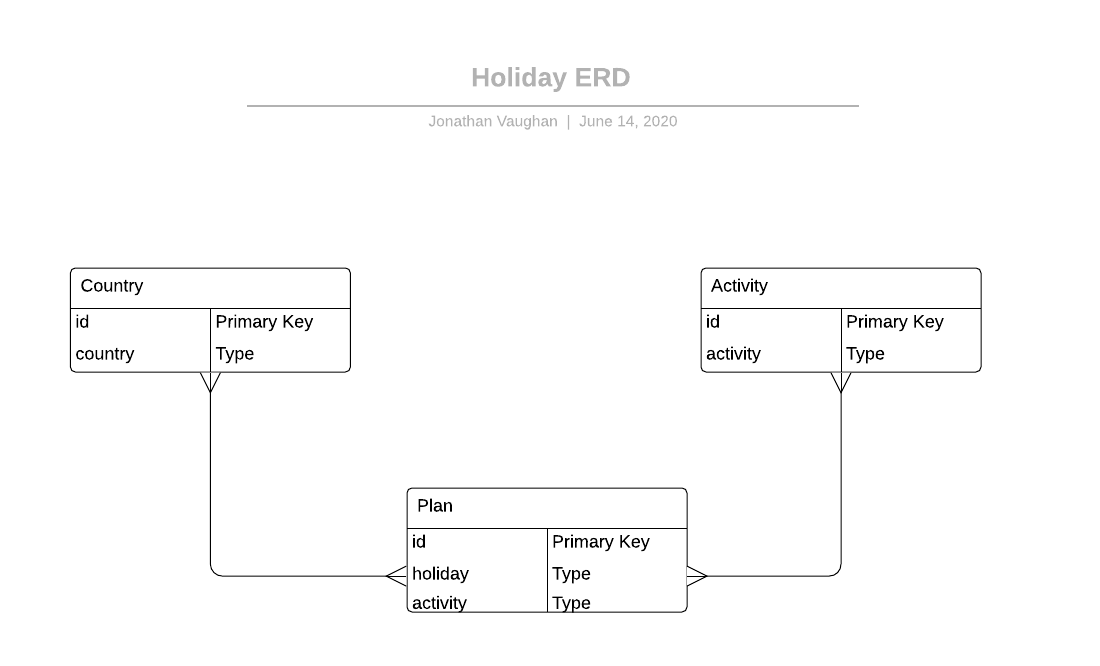 Holiday ERD
Jonathan Vaughan | June 14, 2020
Country
id Primary Key
country Type
Activity
id Primary Key
activity Type
Plan
id Primary Key
holiday Type
activity Type